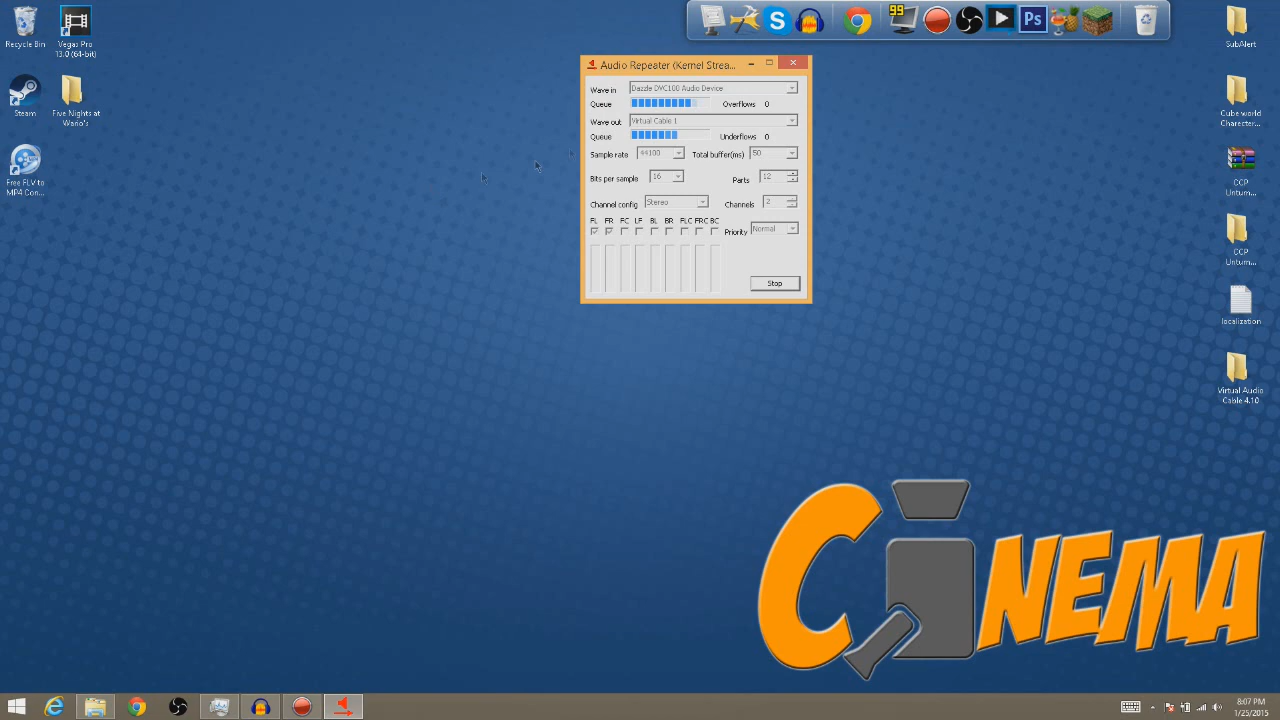 Recycle Bin
Vegas Pro
13.0 (64-bit)
Steam
Five Nights at
Wario's
Free FLV to
MP4 Con...
S
99
Ps
Audio Repeater (Kernel Strea...
Wave in
Dazzle DVC100 Audio Device
Queue
Overflows 0
Wave out
Virtual Cable 1
Queue
Underflows 0
Sample rate
44100
Total buffer(ms)
50
Bits per sample
16
Parts
12
Channel config
Stereo
Channels
2
FL FR FC LF BL BR FLC FRC BC
Priority
Normal
Stop
SubAlert
Cube world
Charecter...
CCP
Untum...
CCP
Untum...
localization
Virtual Audio
Cable 4.10
CiNEMA
8:07 PM
1/25/2015